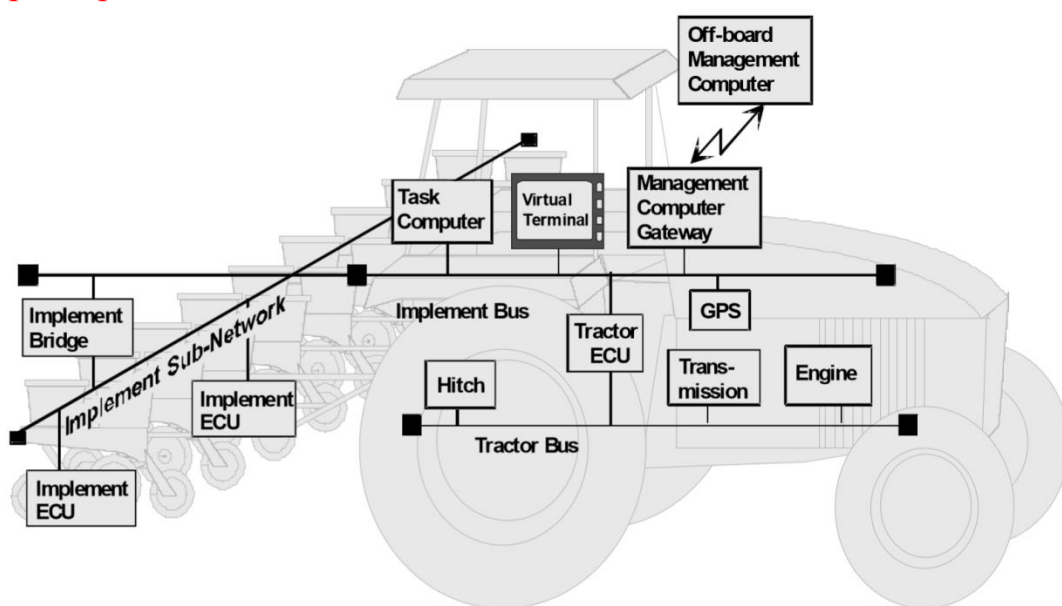 Off-board
Management
Computer
Task
Computer
Virtual
Terminal
Management
Computer
Gateway
Implement
Bridge
Implement Sub-Network
Implement Bus
GPS
Tractor
ECU
Implement
ECU
Hitch
Trans-
mission
Engine
Tractor Bus
Implement
ECU